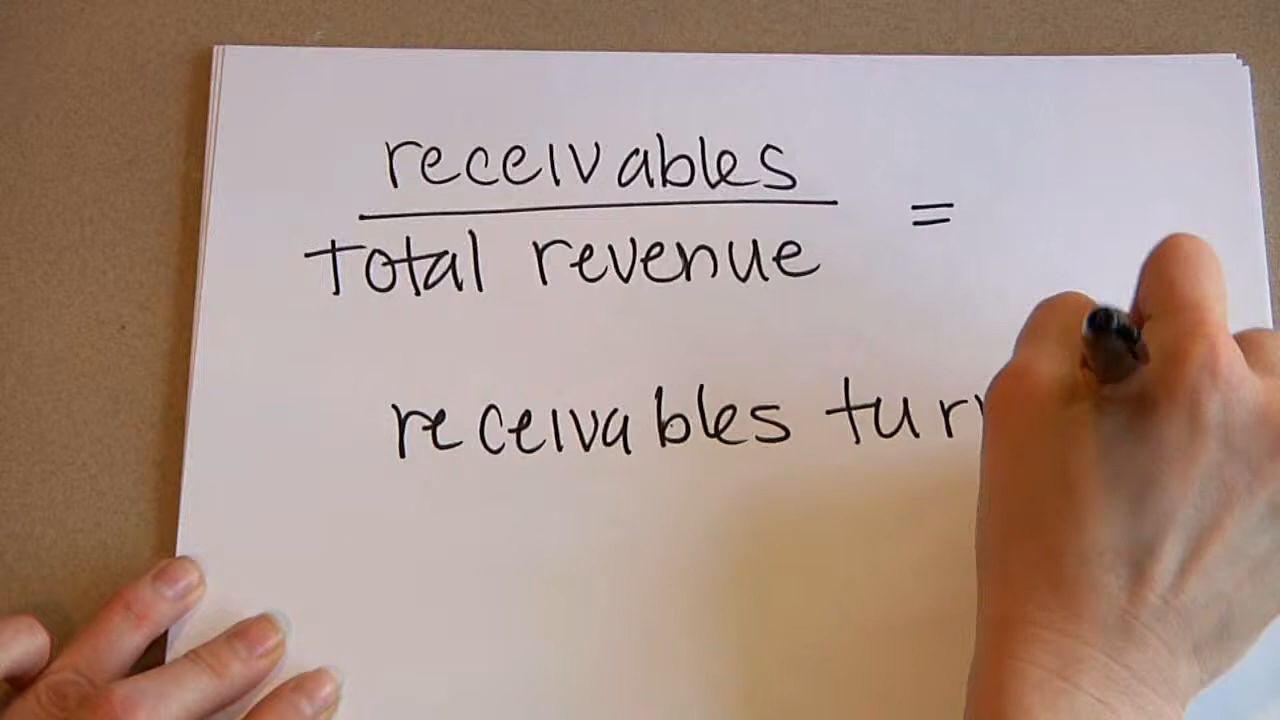 receivables
total revenue
=
receivables